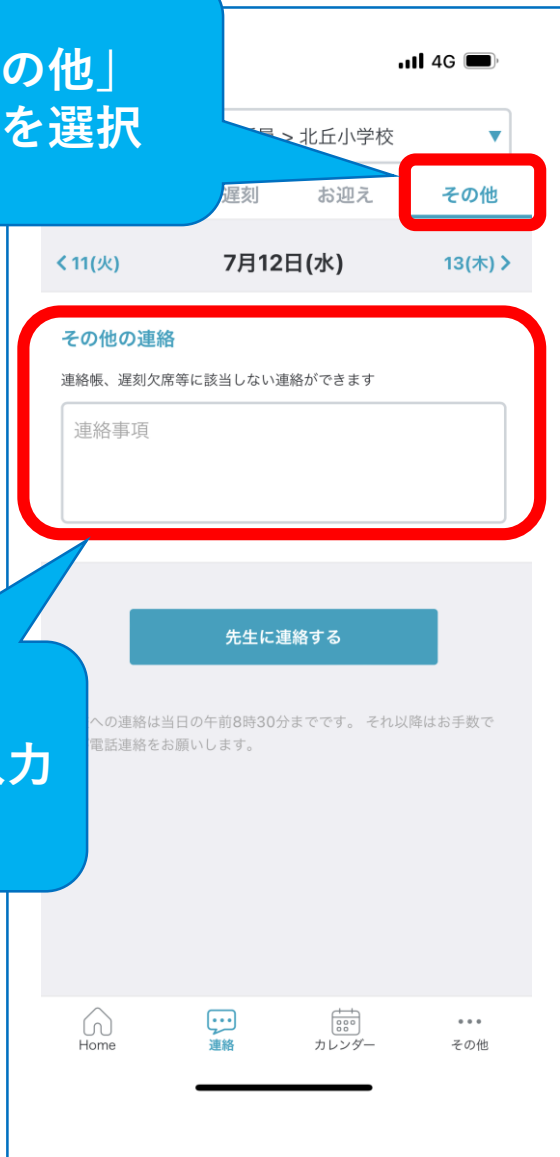 の他」
を選択
4G
> 北丘小学校
遅刻
お迎え
その他
11(火)
7月12日(水)
13(木)
その他の連絡
連絡帳、遅刻欠席等に該当しない連絡ができます
連絡事項
先生に連絡する
への連絡は当日の午前8時30分までです。 それ以降はお手数で
電話連絡をお願いします。
力
Home
連絡
カレンダー
その他